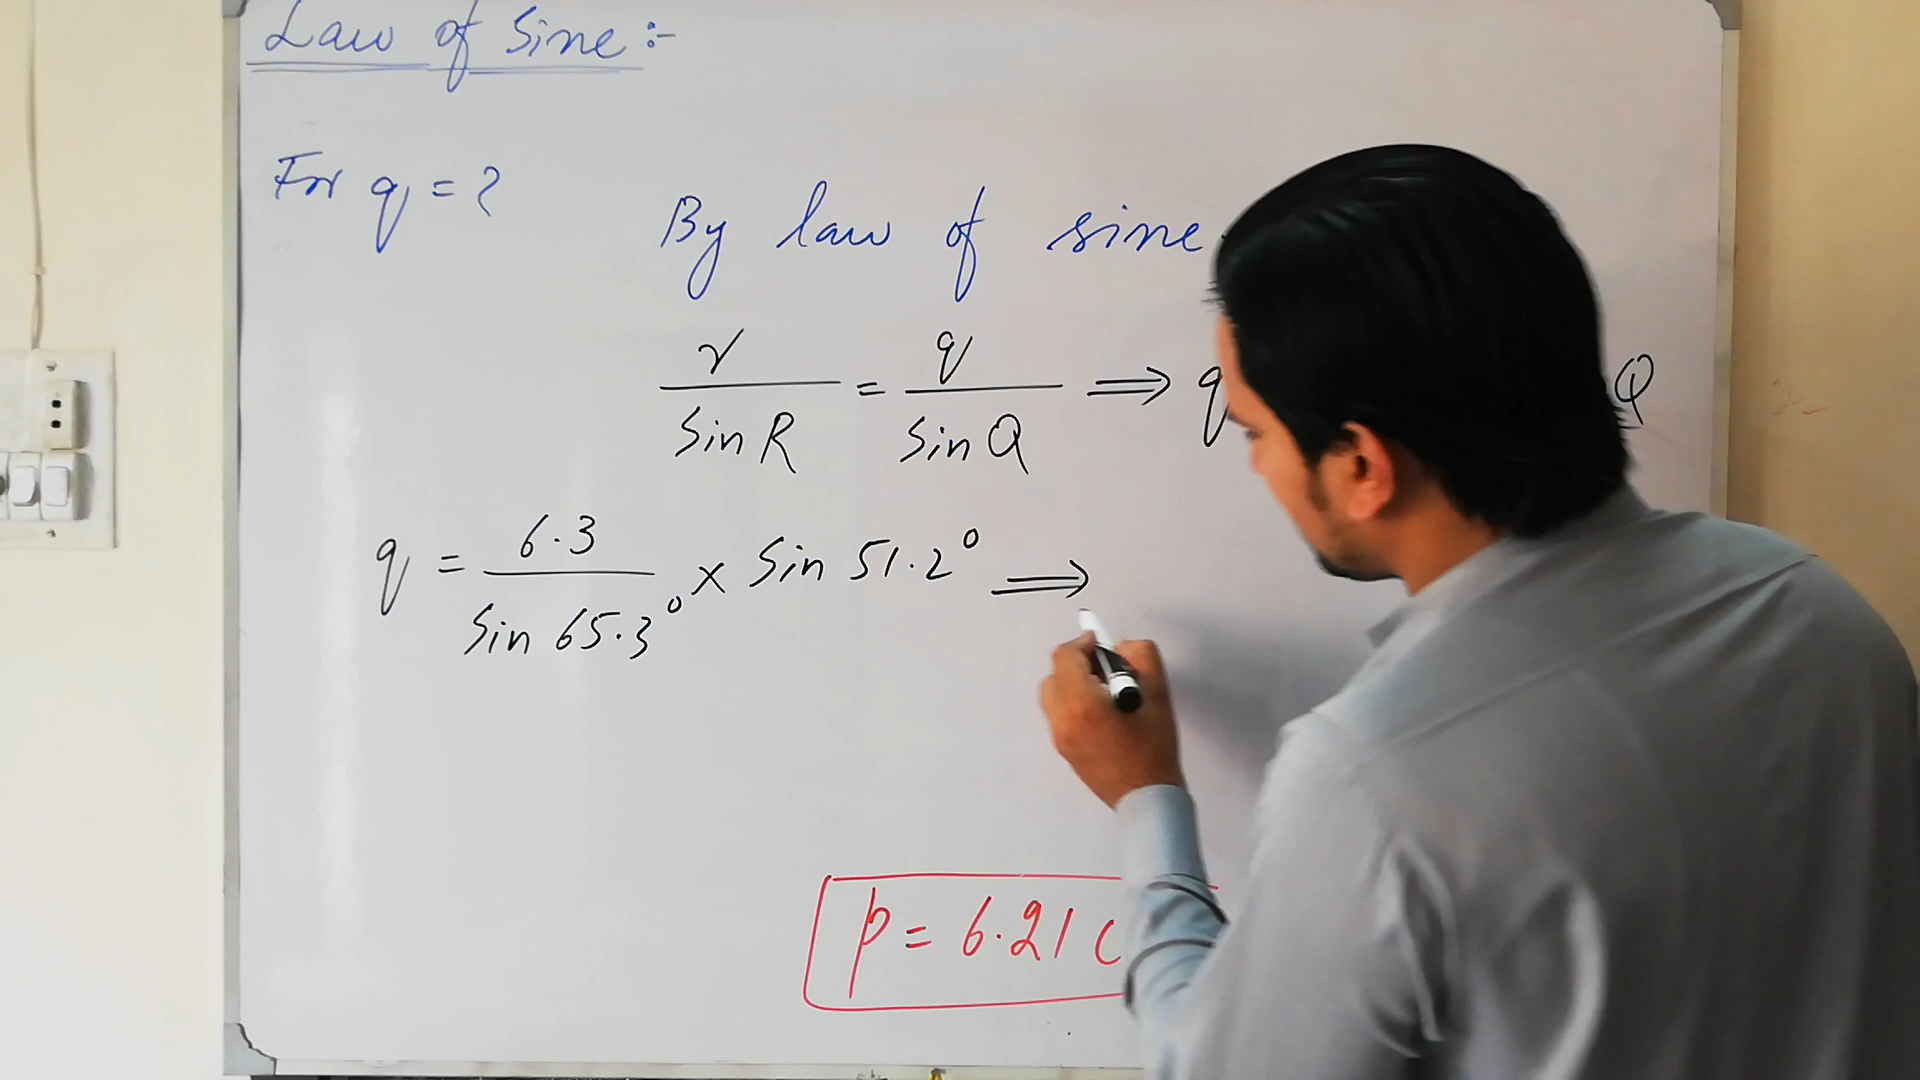 Law of Sine :-
For q = ?
By law of sine
r / sin R = q / sin Q ⟹ q Q
q = 6.3 / sin 65.3° × sin 51.2° ⟹
p = 6.21 c